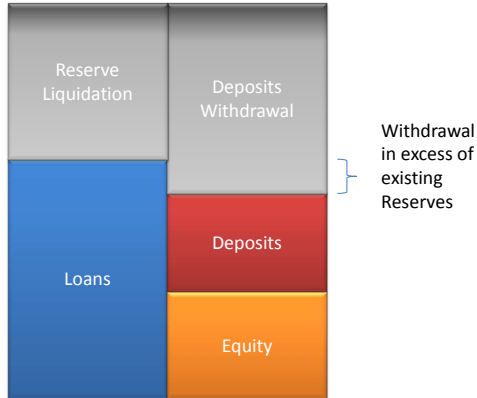 Reserve
Liquidation
Deposits
Withdrawal
Withdrawal
in excess of
existing
Reserves
Deposits
Loans
Equity